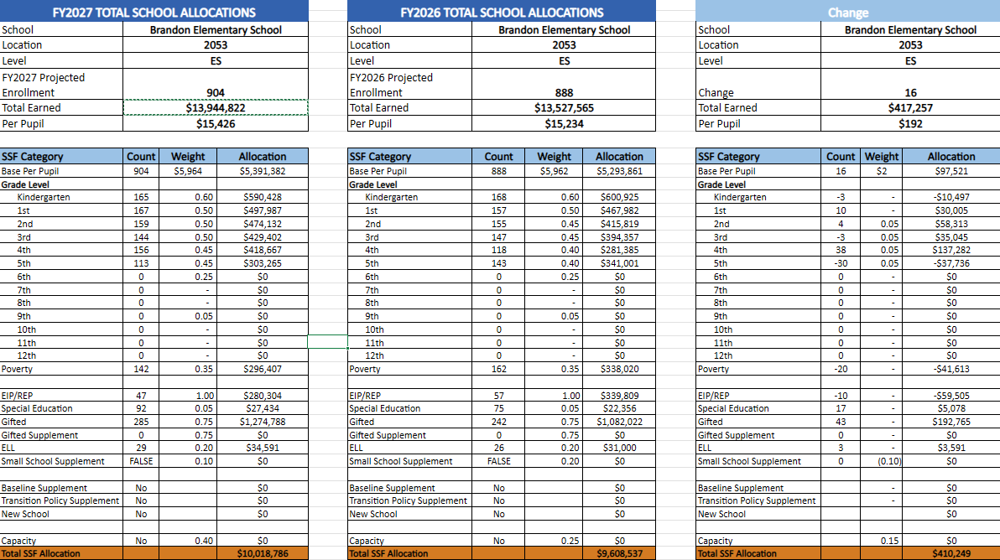 FY2027 TOTAL SCHOOL ALLOCATIONS FY2026 TOTAL SCHOOL ALLOCATIONS Change
School Brandon Elementary School School Brandon Elementary School School Brandon Elementary School
Location 2053 Location 2053 Location 2053
Level ES Level ES Level ES
FY2027 Projected FY2026 Projected
Enrollment 904 Enrollment 888 Change 16
Total Earned $13,944,822 Total Earned $13,527,565 Total Earned $417,257
Per Pupil $15,426 Per Pupil $15,234 Per Pupil $192
SSF Category Count Weight Allocation SSF Category Count Weight Allocation SSF Category Count Weight Allocation
Base Per Pupil 904 $5,964 $5,391,382 Base Per Pupil 888 $5,962 $5,293,861 Base Per Pupil 16 $2 $97,521
Grade Level Grade Level Grade Level
Kindergarten 165 0.60 $590,428 Kindergarten 168 0.60 $600,925 Kindergarten -3 - -$10,497
1st 167 0.50 $497,987 1st 157 0.50 $467,982 1st 10 - $30,005
2nd 159 0.50 $474,132 2nd 155 0.45 $415,819 2nd 4 0.05 $58,313
3rd 144 0.50 $429,402 3rd 147 0.45 $394,357 3rd -3 0.05 $35,045
4th 156 0.45 $418,667 4th 118 0.40 $281,385 4th 38 0.05 $137,282
5th 113 0.45 $303,265 5th 143 0.40 $341,001 5th -30 0.05 -$37,736
6th 0 0.25 $0 6th 0 0.25 $0 6th 0 - $0
7th 0 - $0 7th 0 - $0 7th 0 - $0
8th 0 - $0 8th 0 - $0 8th 0 - $0
9th 0 0.05 $0 9th 0 0.05 $0 9th 0 - $0
10th 0 - $0 10th 0 - $0 10th 0 - $0
11th 0 - $0 11th 0 - $0 11th 0 - $0
12th 0 - $0 12th 0 - $0 12th 0 - $0
Poverty 142 0.35 $296,407 Poverty 162 0.35 $338,020 Poverty -20 - -$41,613
EIP/REP 47 1.00 $280,304 EIP/REP 57 1.00 $339,809 EIP/REP -10 - -$59,505
Special Education 92 0.05 $27,434 Special Education 75 0.05 $22,356 Special Education 17 - $5,078
Gifted 285 0.75 $1,274,788 Gifted 242 0.75 $1,082,022 Gifted 43 - $192,765
Gifted Supplement 0 0.75 $0 Gifted Supplement 0 0.75 $0 Gifted Supplement 0 - $0
ELL 29 0.20 $34,591 ELL 26 0.20 $31,000 ELL 3 - $3,591
Small School Supplement FALSE 0.10 $0 Small School Supplement FALSE 0.20 $0 Small School Supplement 0 (0.10) $0
Baseline Supplement No $0 Baseline Supplement No $0 Baseline Supplement - $0
Transition Policy Supplement No $0 Transition Policy Supplement No $0 Transition Policy Supplement - $0
New School No $0 New School No $0 New School $0
Capacity No 0.40 $0 Capacity No 0.25 $0 Capacity 0.15 $0
Total SSF Allocation $10,018,786 Total SSF Allocation $9,608,537 Total SSF Allocation $410,249